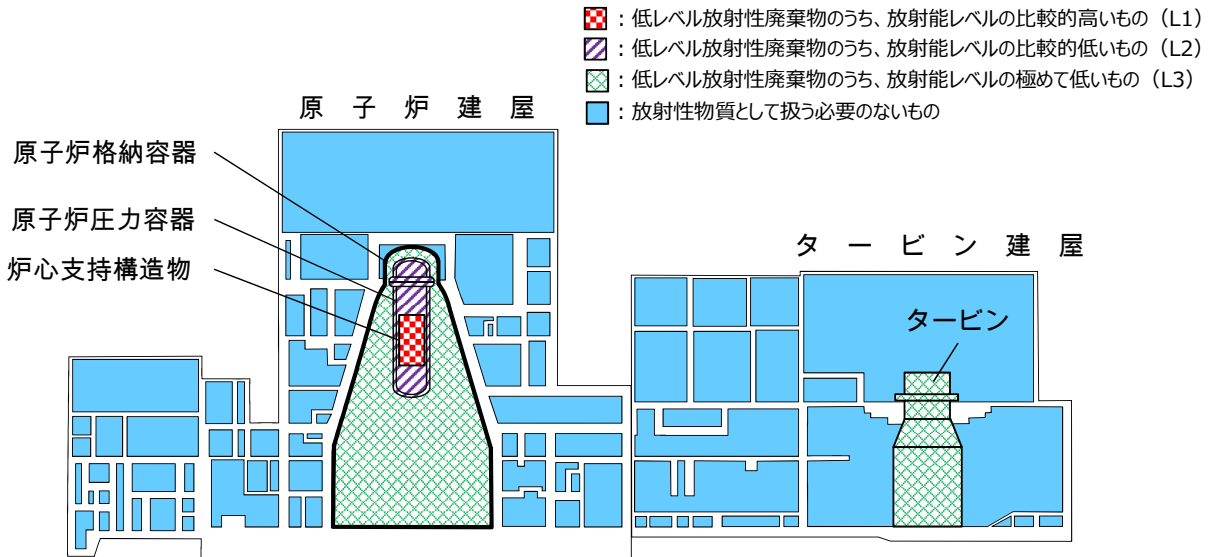 ：低レベル放射性廃棄物のうち、放射能レベルの比較的高いもの（L1）
：低レベル放射性廃棄物のうち、放射能レベルの比較的低いもの（L2）
：低レベル放射性廃棄物のうち、放射能レベルの極めて低いもの（L3）
：放射性物質として扱う必要のないもの
原子炉建屋
原子炉格納容器
原子炉圧力容器
炉心支持構造物
タービン建屋
タービン